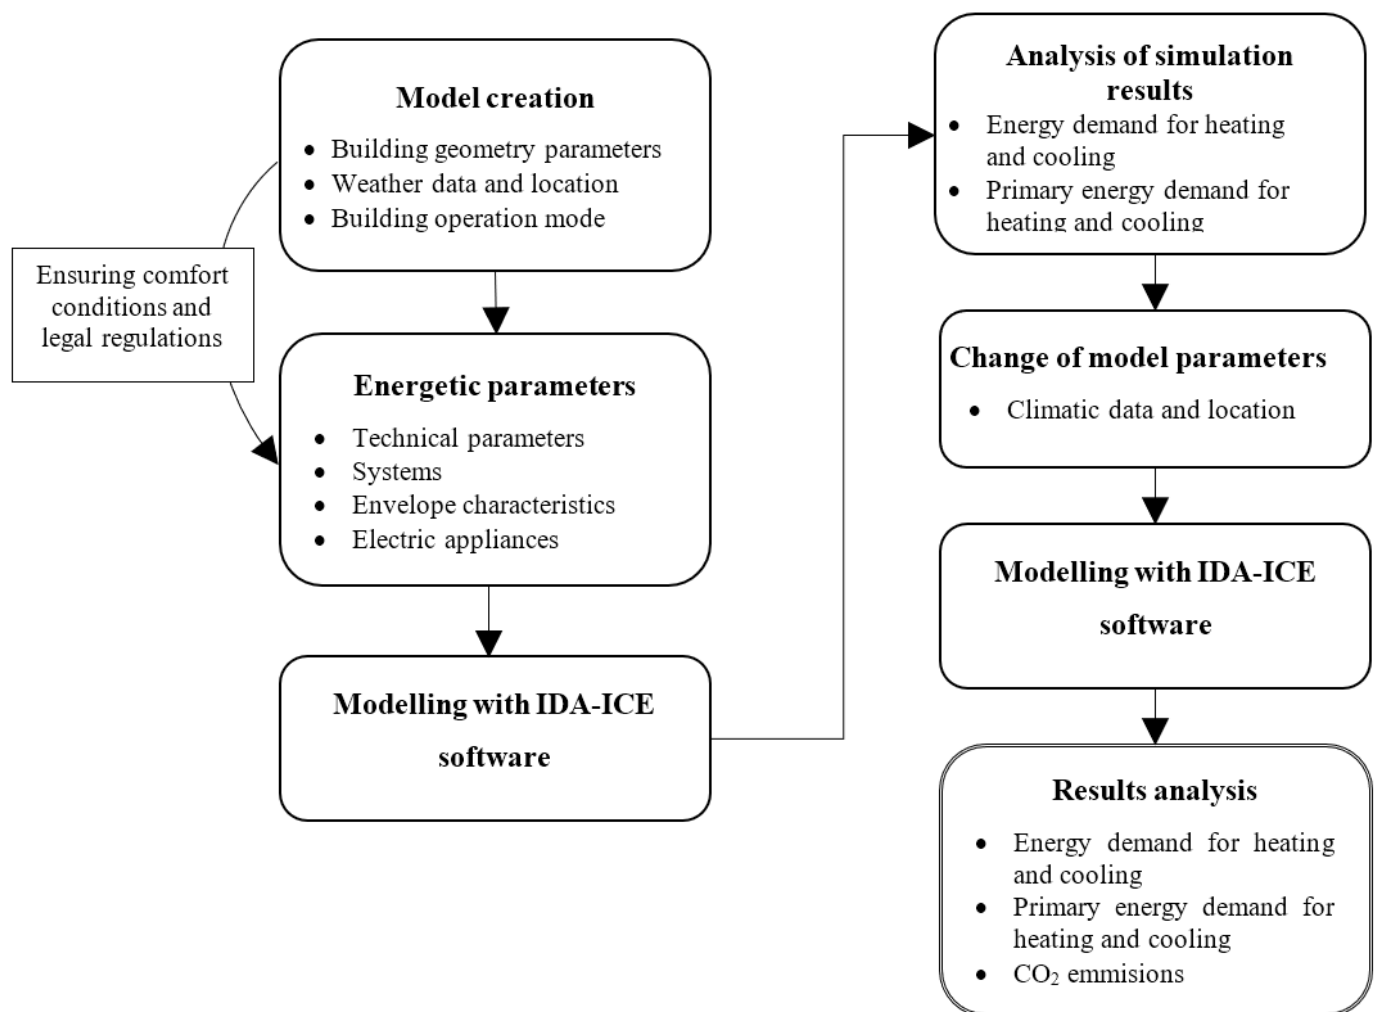 Model creation
• Building geometry parameters
• Weather data and location
• Building operation mode
Ensuring comfort
conditions and
legal regulations
Energetic parameters
• Technical parameters
• Systems
• Envelope characteristics
• Electric appliances
Modelling with IDA-ICE
software
Analysis of simulation
results
• Energy demand for heating
and cooling
• Primary energy demand for
heating and cooling
Change of model parameters
• Climatic data and location
Modelling with IDA-ICE
software
Results analysis
• Energy demand for heating
and cooling
• Primary energy demand for
heating and cooling
• CO₂ emmisions